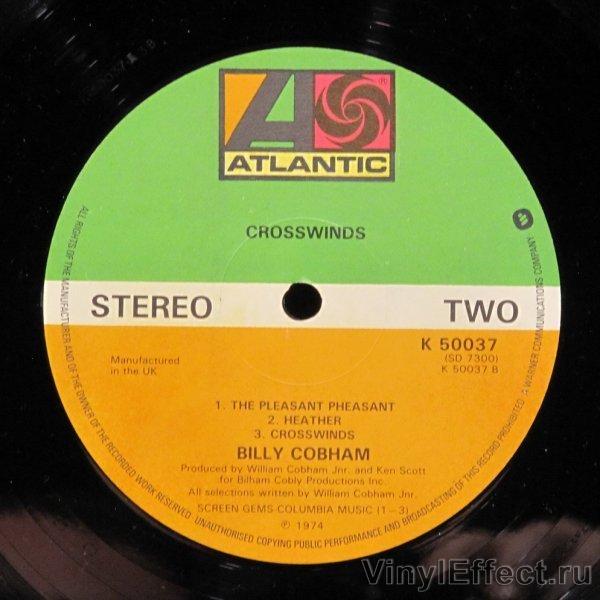 ATLANTIC
®
CROSSWINDS
STEREO
TWO
K 50037
(SD 7300)
K 50037 B
Manufactured
in the UK
1. THE PLEASANT PHEASANT
2. HEATHER
3. CROSSWINDS
BILLY COBHAM
Produced by William Cobham Jnr. and Ken Scott
for Bilham Cobly Productions Inc.
All selections written by William Cobham Jnr.
SCREEN GEMS COLUMBIA MUSIC (1–3)
℗ 1974
ALL RIGHTS OF THE MANUFACTURER AND OF THE OWNER OF THE RECORDED WORK RESERVED. UNAUTHORISED COPYING PUBLIC PERFORMANCE AND BROADCASTING OF THIS RECORD PROHIBITED. A WARNER COMMUNICATIONS COMPANY
VinylEffect.ru